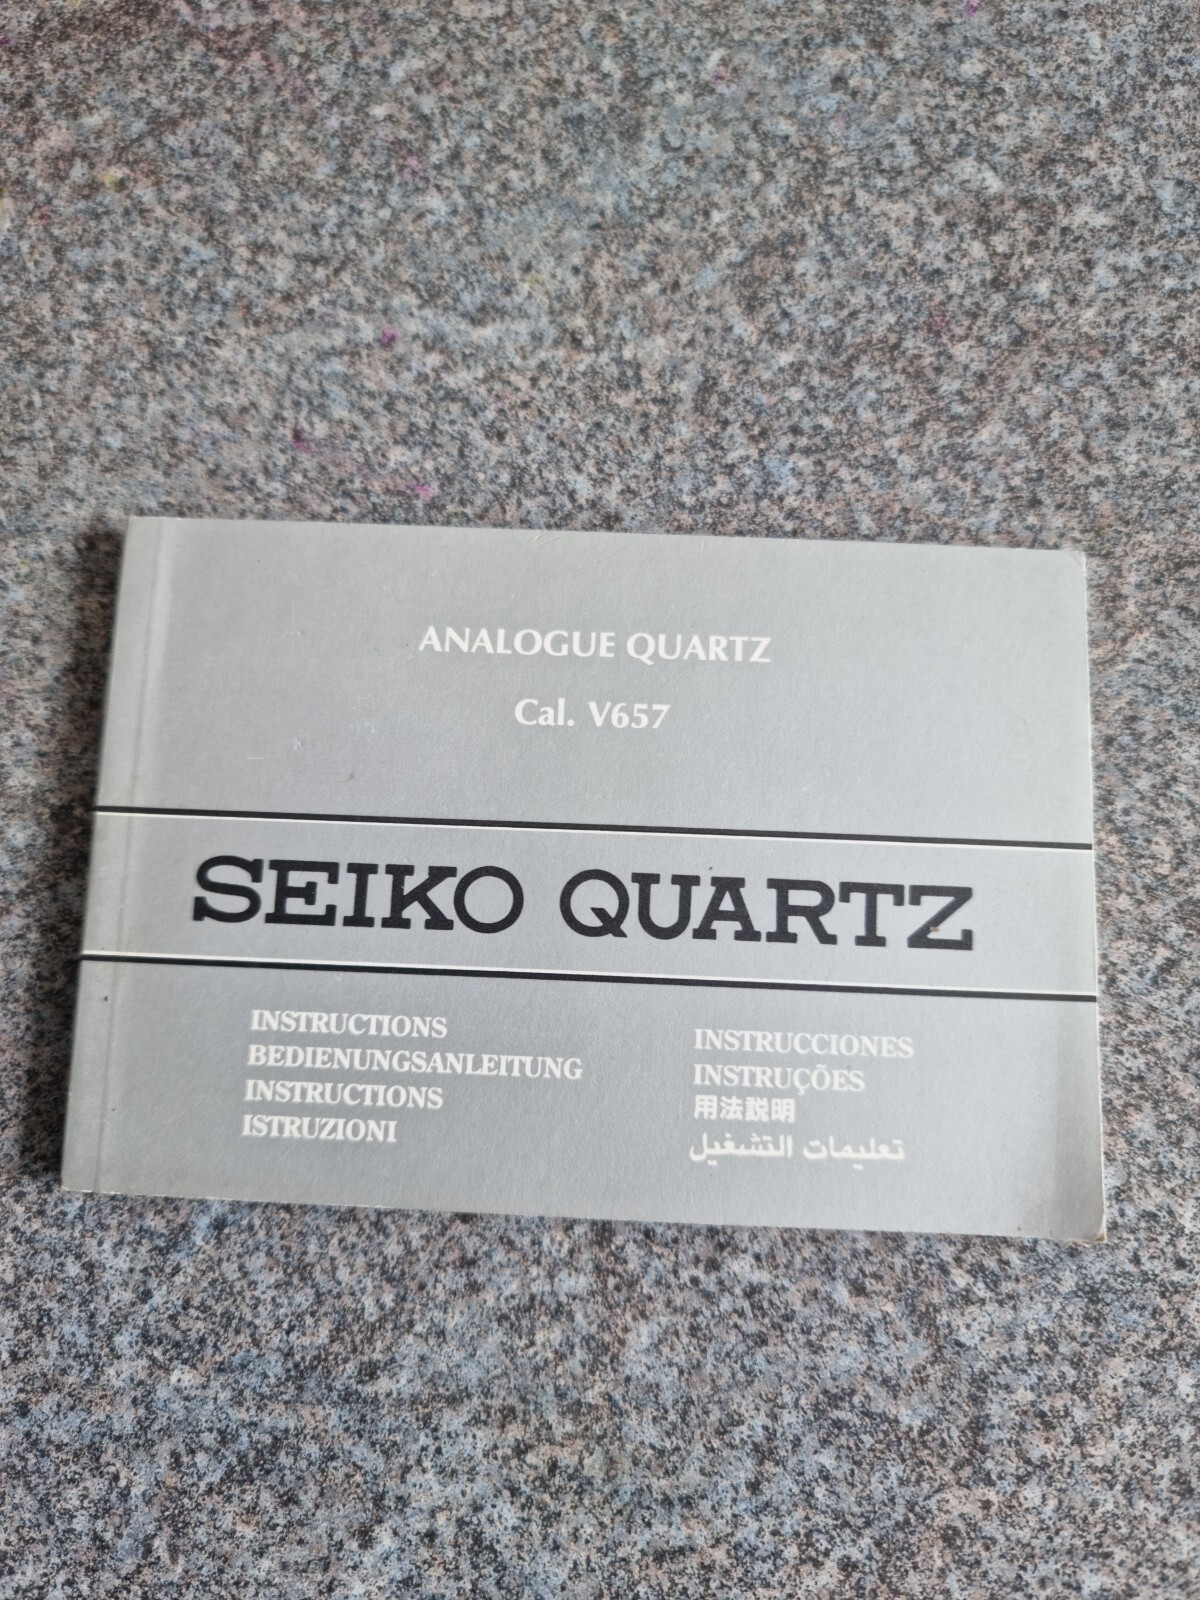 ANALOGUE QUARTZ
Cal. V657
SEIKO QUARTZ
INSTRUCTIONS
BEDIENUNGSANLEITUNG
INSTRUCTIONS
ISTRUZIONI
INSTRUCCIONES
INSTRUÇÕES
用法説明
تعليمات التشغيل